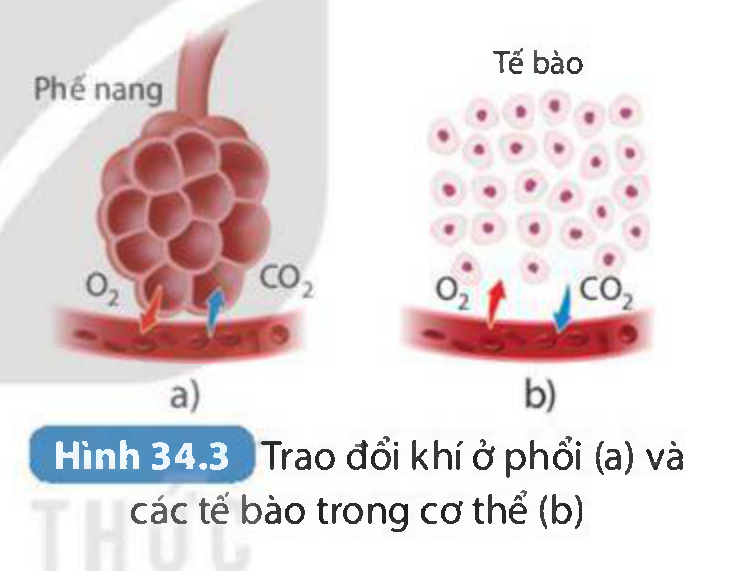 Phế nang
O₂
CO₂
a)
Tế bào
O₂
CO₂
b)
Hình 34.3 Trao đổi khí ở phổi (a) và
các tế bào trong cơ thể (b)
THỨC